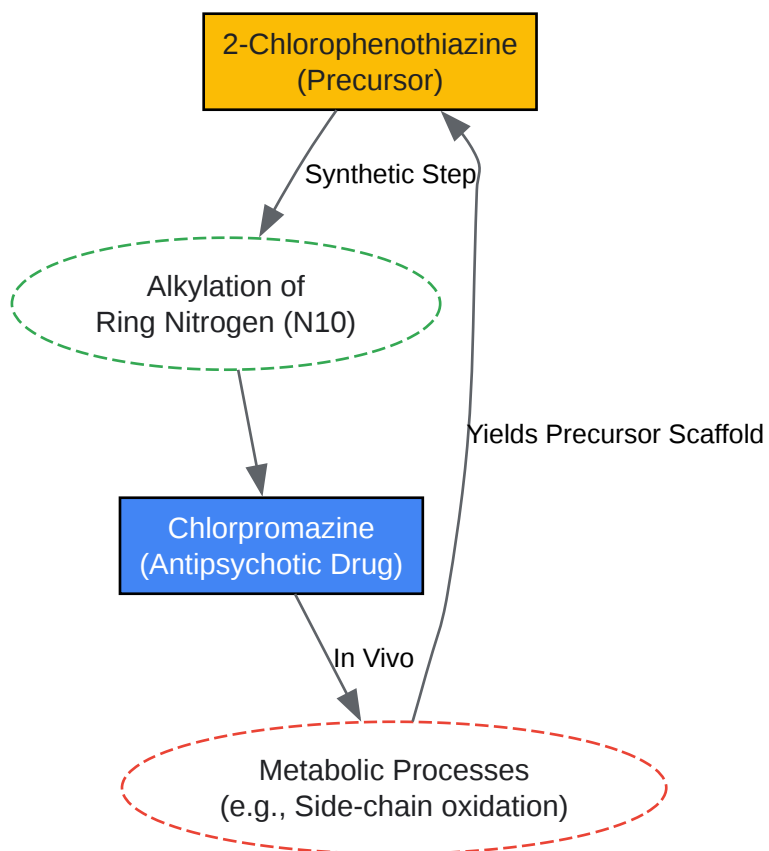 2-Chlorophenothiazine
(Precursor)
Synthetic Step
Alkylation of
Ring Nitrogen (N10)
Yields Precursor Scaffold
Chlorpromazine
(Antipsychotic Drug)
In Vivo
Metabolic Processes
(e.g., Side-chain oxidation)